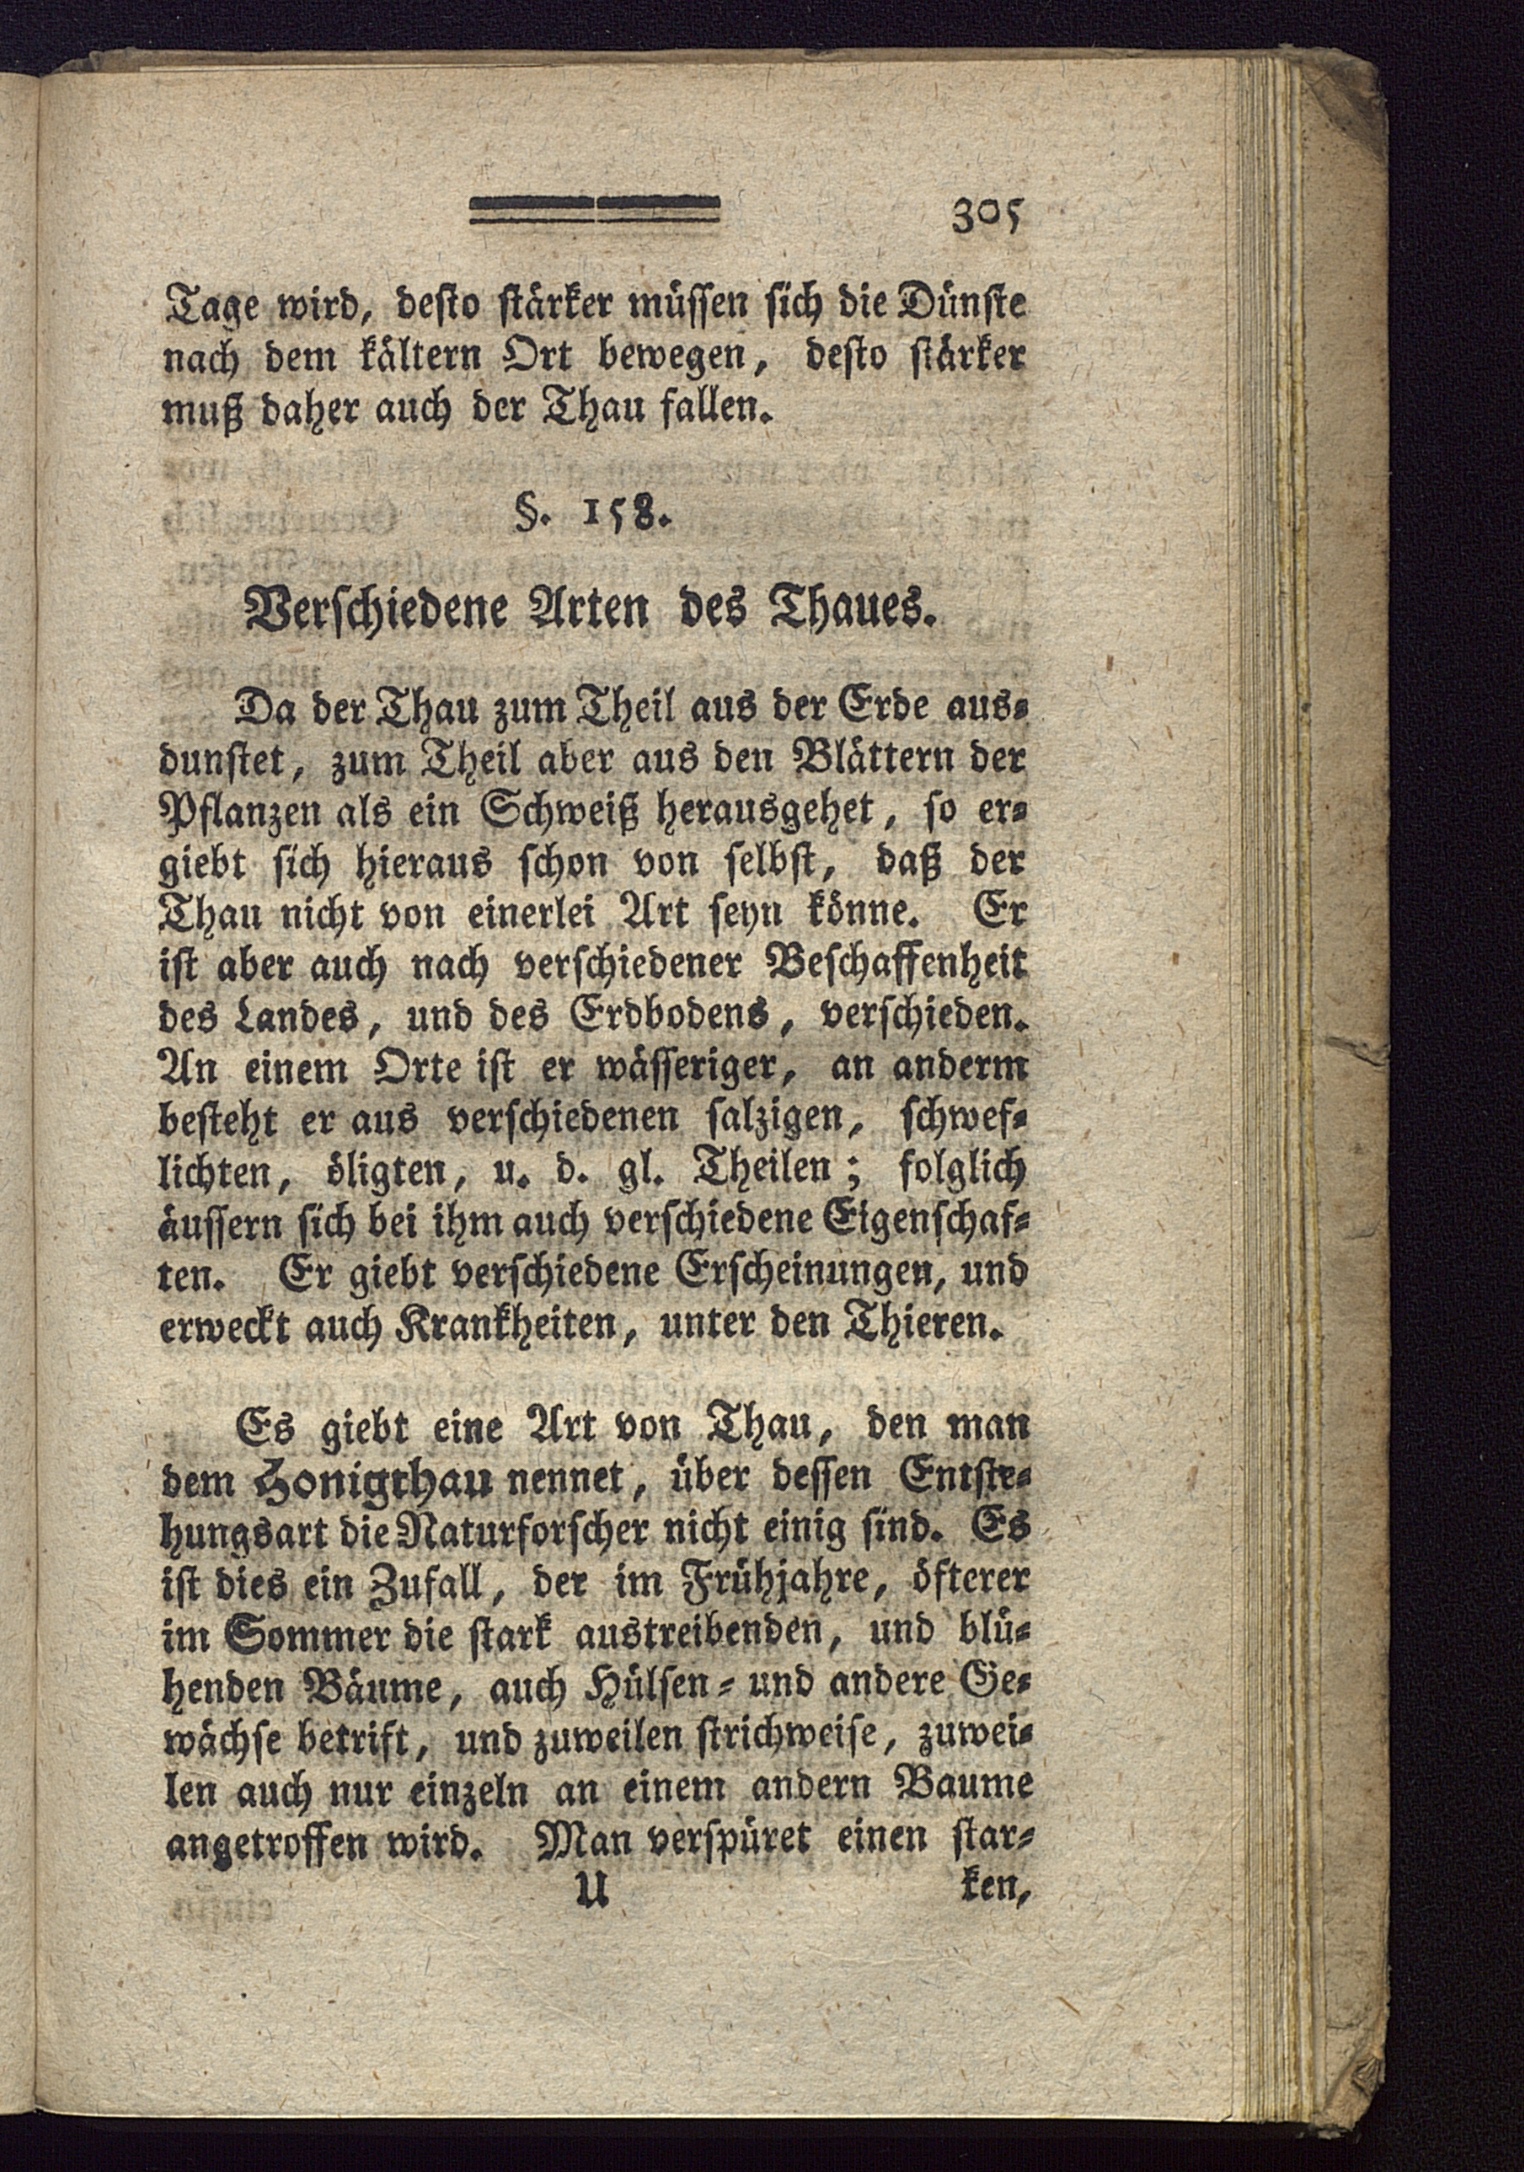 305
Tage wird, desto stärker müssen sich die Dünste
nach dem kältern Ort bewegen, desto stärker
muß daher auch der Thau fallen.
§. 158.
Verschiedene Arten des Thaues.
Da der Thau zum Theil aus der Erde aus-
dunstet, zum Theil aber aus den Blättern der
Pflanzen als ein Schweiß herausgehet, so er-
giebt sich hieraus schon von selbst, daß der
Thau nicht von einerlei Art seyn könne. Er
ist aber auch nach verschiedener Beschaffenheit
des Landes, und des Erdbodens, verschieden.
An einem Orte ist er wässeriger, an anderm
besteht er aus verschiedenen salzigen, schwef-
lichten, öligten, u. d. gl. Theilen; folglich
äussern sich bei ihm auch verschiedene Eigenschaf-
ten. Er giebt verschiedene Erscheinungen, und
erweckt auch Krankheiten, unter den Thieren.
Es giebt eine Art von Thau, den man
dem Honigthau nennet, über dessen Entste-
hungsart die Naturforscher nicht einig sind. Es
ist dies ein Zufall, der im Frühjahre, öfterer
im Sommer die stark austreibenden, und blü-
henden Bäume, auch Hülsen- und andere Ge-
wächse betrift, und zuweilen strichweise, zuwei-
len auch nur einzeln an einem andern Baume
angetroffen wird. Man verspüret einen star-
U ken,